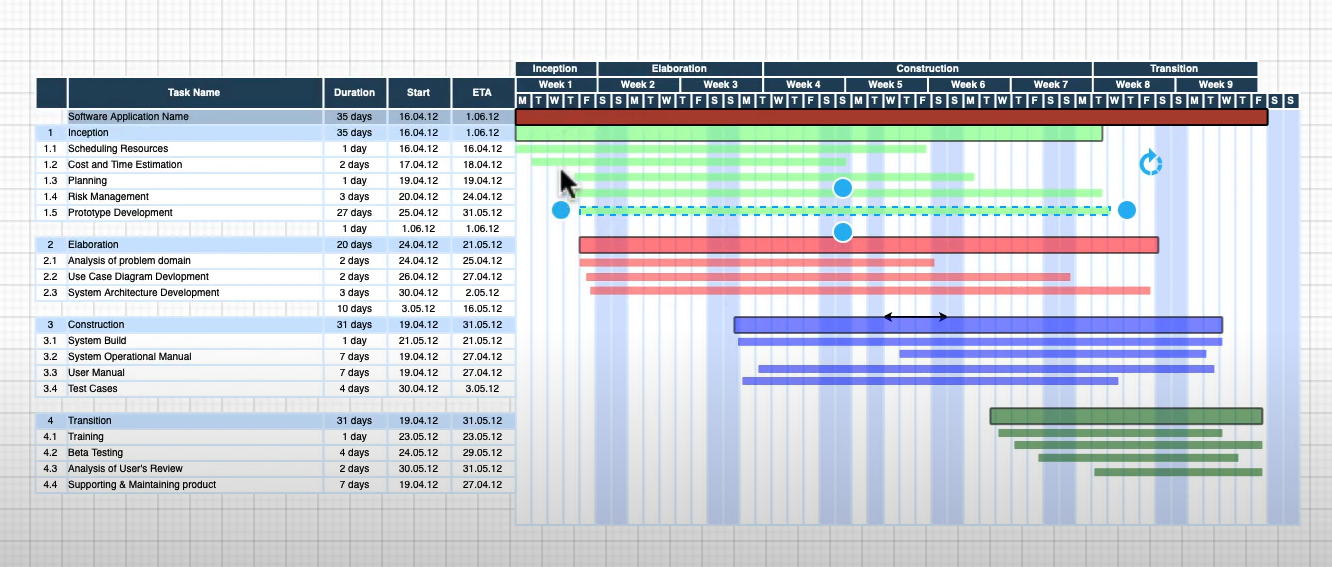 Inception Elaboration Construction Transition
Week 1 Week 2 Week 3 Week 4 Week 5 Week 6 Week 7 Week 8 Week 9
Task Name Duration Start ETA
M T W T F S S M T W T F S S M T W T F S S M T W T F S S M T W T F S S M T W T F S S M T W T F S S
Software Application Name 35 days 16.04.12 1.06.12
1 Inception 35 days 16.04.12 1.06.12
1.1 Scheduling Resources 1 day 16.04.12 16.04.12
1.2 Cost and Time Estimation 2 days 17.04.12 18.04.12
1.3 Planning 1 day 19.04.12 19.04.12
1.4 Risk Management 3 days 20.04.12 24.04.12
1.5 Prototype Development 27 days 25.04.12 31.05.12
1 day 1.06.12 1.06.12
2 Elaboration 20 days 24.04.12 21.05.12
2.1 Analysis of problem domain 2 days 24.04.12 25.04.12
2.2 Use Case Diagram Devlopment 2 days 26.04.12 27.04.12
2.3 System Architecture Development 3 days 30.04.12 2.05.12
10 days 3.05.12 16.05.12
3 Construction 31 days 19.04.12 31.05.12
3.1 System Build 1 day 21.05.12 21.05.12
3.2 System Operational Manual 7 days 19.04.12 27.04.12
3.3 User Manual 7 days 19.04.12 27.04.12
3.4 Test Cases 4 days 30.04.12 3.05.12
4 Transition 31 days 19.04.12 31.05.12
4.1 Training 1 day 23.05.12 23.05.12
4.2 Beta Testing 4 days 24.05.12 29.05.12
4.3 Analysis of User's Review 2 days 30.05.12 31.05.12
4.4 Supporting & Maintaining product 7 days 19.04.12 27.04.12